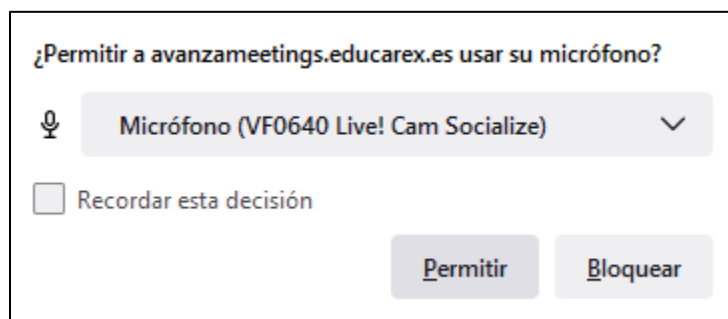 ¿Permitir a avanzameetings.educarex.es usar su micrófono?
Micrófono (VF0640 Live! Cam Socialize)
Recordar esta decisión
Permitir Bloquear